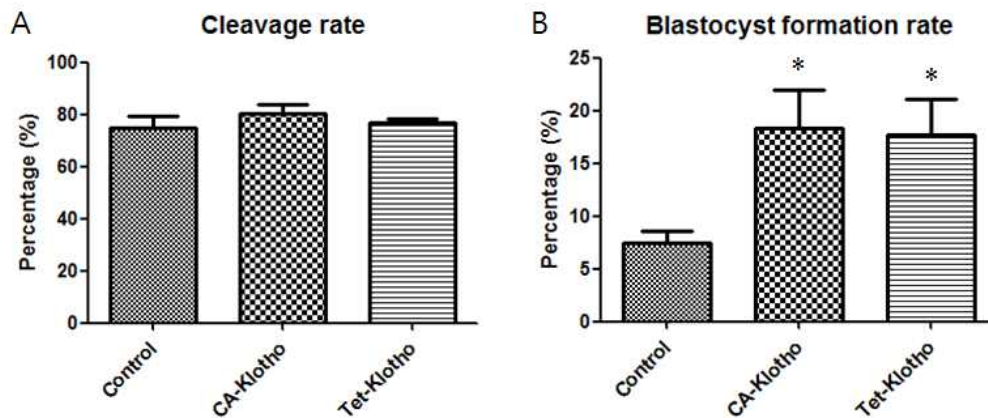 A
Cleavage rate
Percentage (%)
100
80
60
40
20
0
Control
CA-Klotho
Tet-Klotho
B
Blastocyst formation rate
Percentage (%)
25
20
15
10
5
0
*
*
Control
CA-Klotho
Tet-Klotho